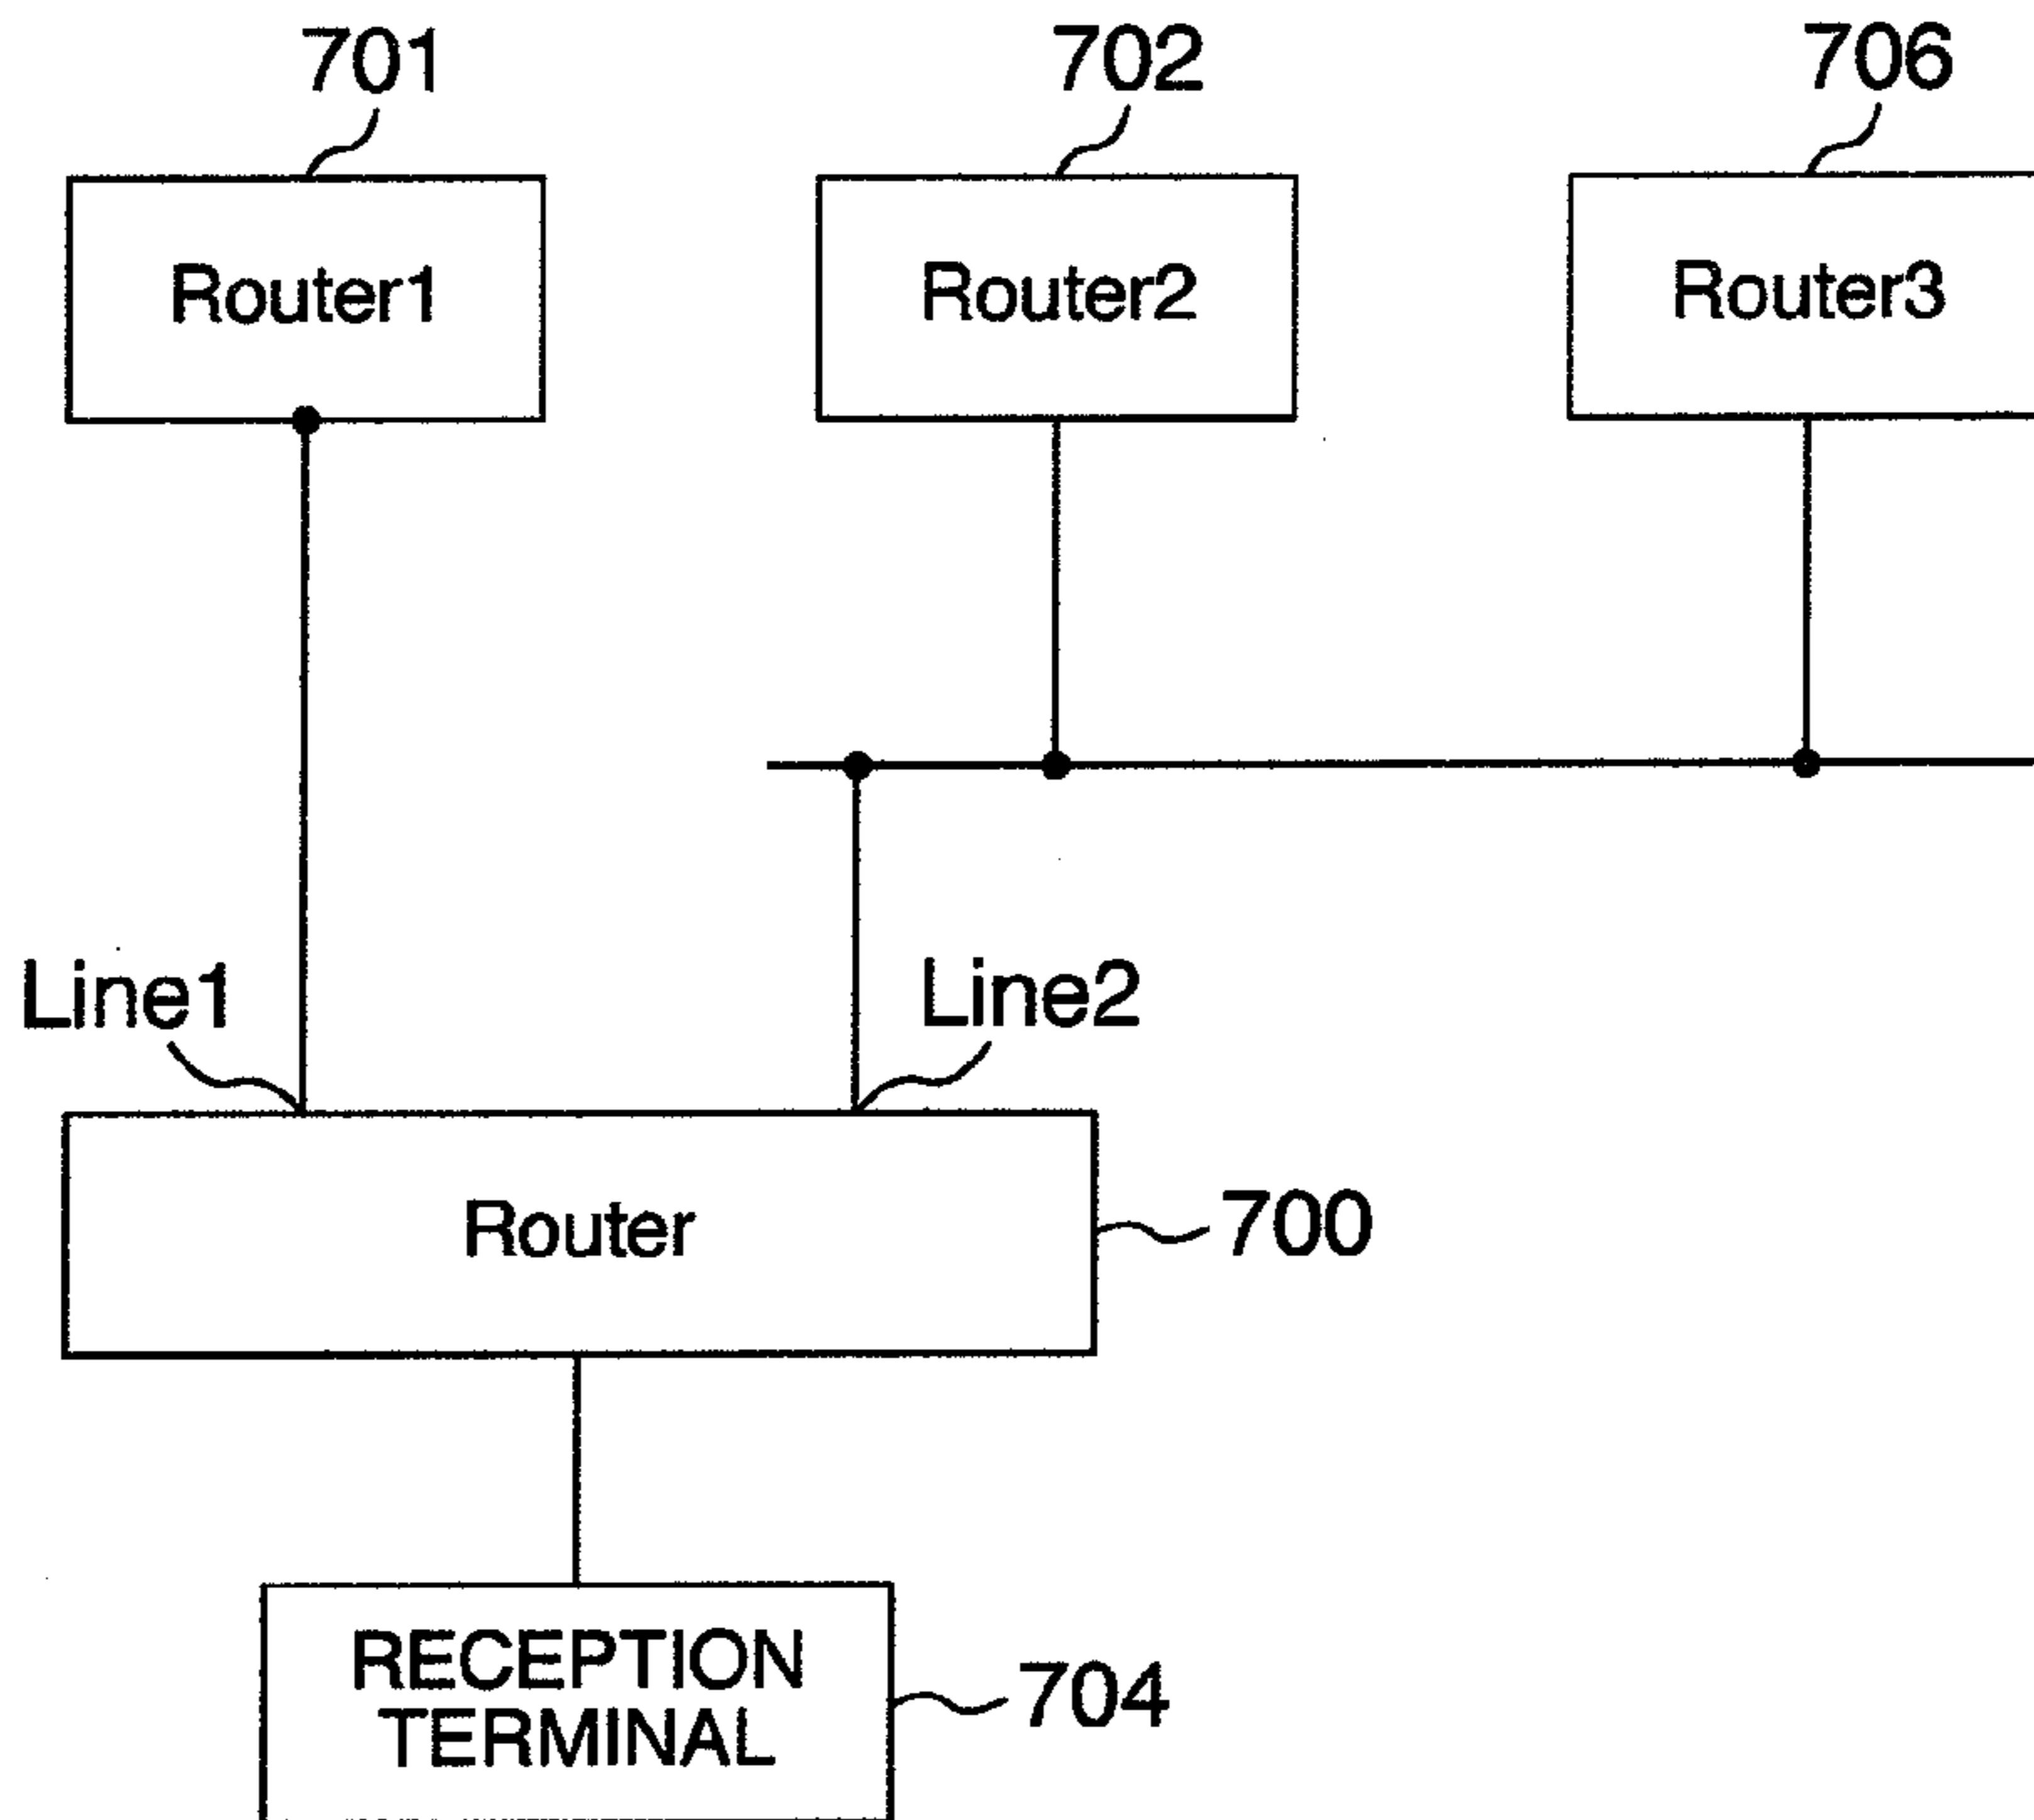 701
702
706
Router1
Router2
Router3
Line1
Line2
Router
700
RECEPTION
TERMINAL
704